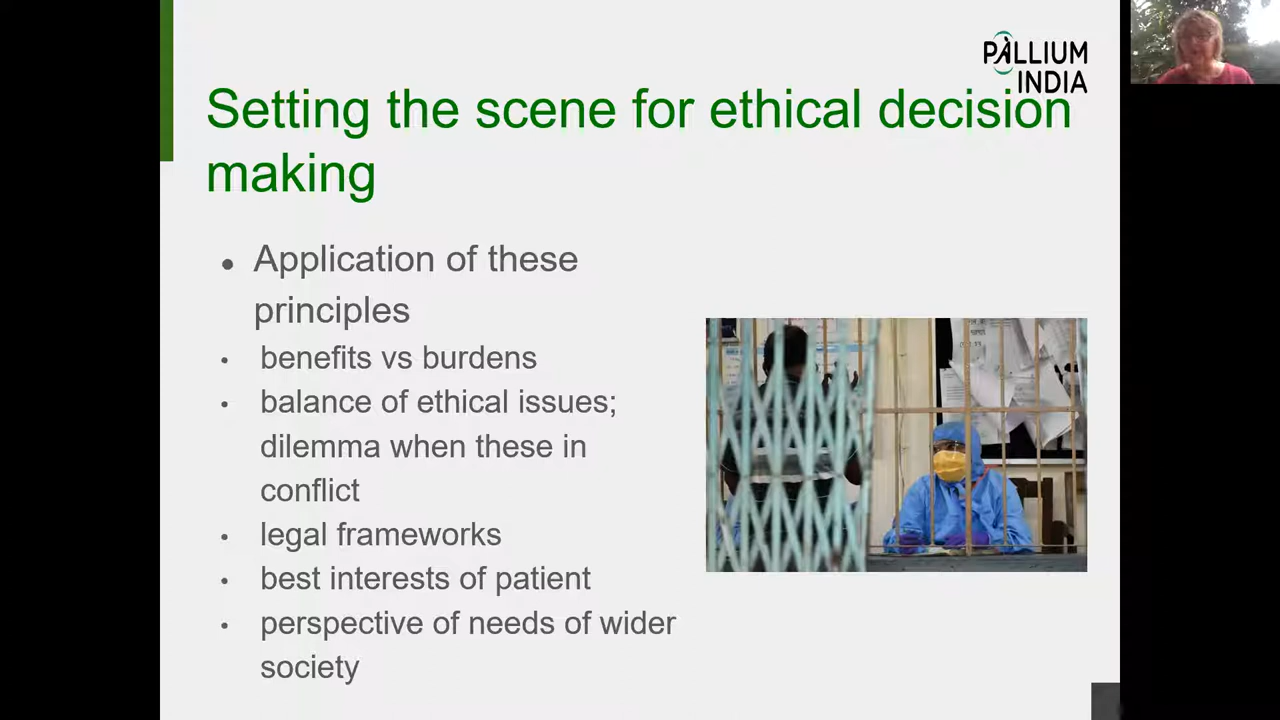 PALLIUM
INDIA
Setting the scene for ethical decision
making
● Application of these
principles
• benefits vs burdens
• balance of ethical issues;
dilemma when these in
conflict
• legal frameworks
• best interests of patient
• perspective of needs of wider
society